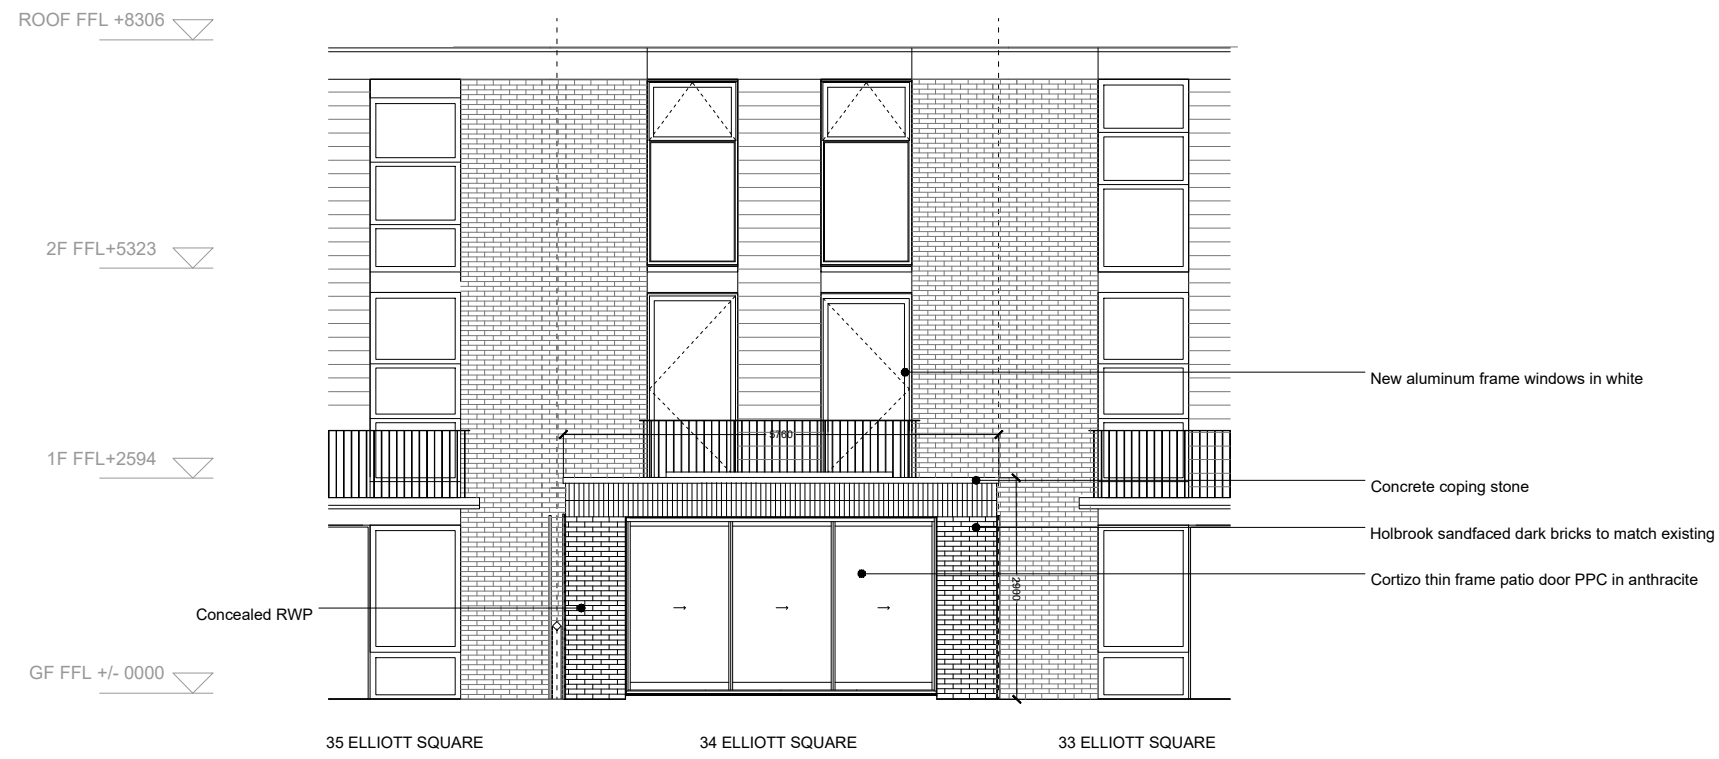 ROOF FFL +8306
2F FFL+5323
New aluminum frame windows in white
5760
1F FFL+2594
Concrete coping stone
Holbrook sandfaced dark bricks to match existing
Cortizo thin frame patio door PPC in anthracite
2900
Concealed RWP
GF FFL +/- 0000
35 ELLIOTT SQUARE
34 ELLIOTT SQUARE
33 ELLIOTT SQUARE